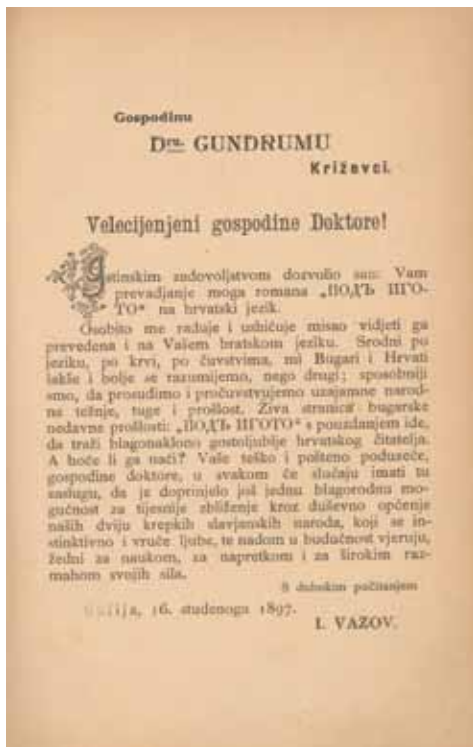 Gospodinu
Dru. GUNDRUMU
Križevci.
Velecijenjeni gospodine Doktore!
Istinskim zadovoljstvom dozvolio sam Vam
prevadjanje moga romana „ПОДЪ ИГО-
ТО“ na hrvatski jezik.
Osobito me raduje i ushićuje misao vidjeti ga
prevedena i na Vašem bratskom jeziku. Srodni po
jeziku, po krvi, po čuvstvima, mi Bugari i Hrvati
lakše i bolje se razumijemo, nego drugi; sposobniji
smo, da prosudimo i pročuvstvujemo uzajamne narod-
ne težnje, tuge i prošlost. Živa stranica bugarske
nedavne prošlosti: „ПОДЪ ИГОТО“ s pouzdanjem ide,
da traži blagonaklono gostoljublje hrvatskog čitatelja.
A hoće li ga naći? Vaše teško i pošteno poduzeće,
gospodine doktore, u svakom će slučaju imati tu
zaslugu, da je doprinjelo još jednu blagorodnu mo-
gućnost za tijesnije zbliženje kroz duševno općenje
naših dviju krepkih slavjanskih naroda, koji se in-
stinktivno i vruće ljube, te nadom u budućnost vjeruju,
žedni za naukom, za napretkom i za širokim raz-
mahom svojih sila.
S dubokim počitanjem
Sofija, 16. studenoga 1897.
I. VAZOV.